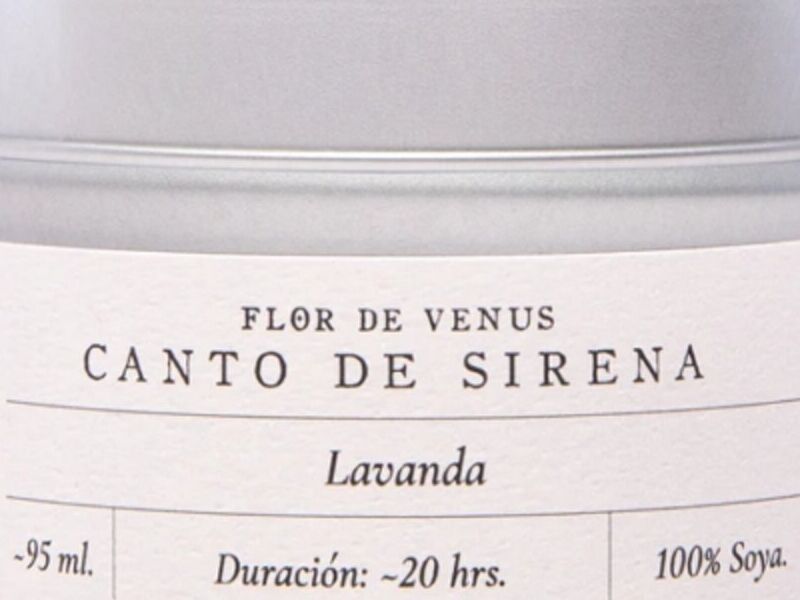 FLOR DE VENUS
CANTO DE SIRENA
Lavanda
~95 ml. Duración: ~20 hrs. 100% Soya.